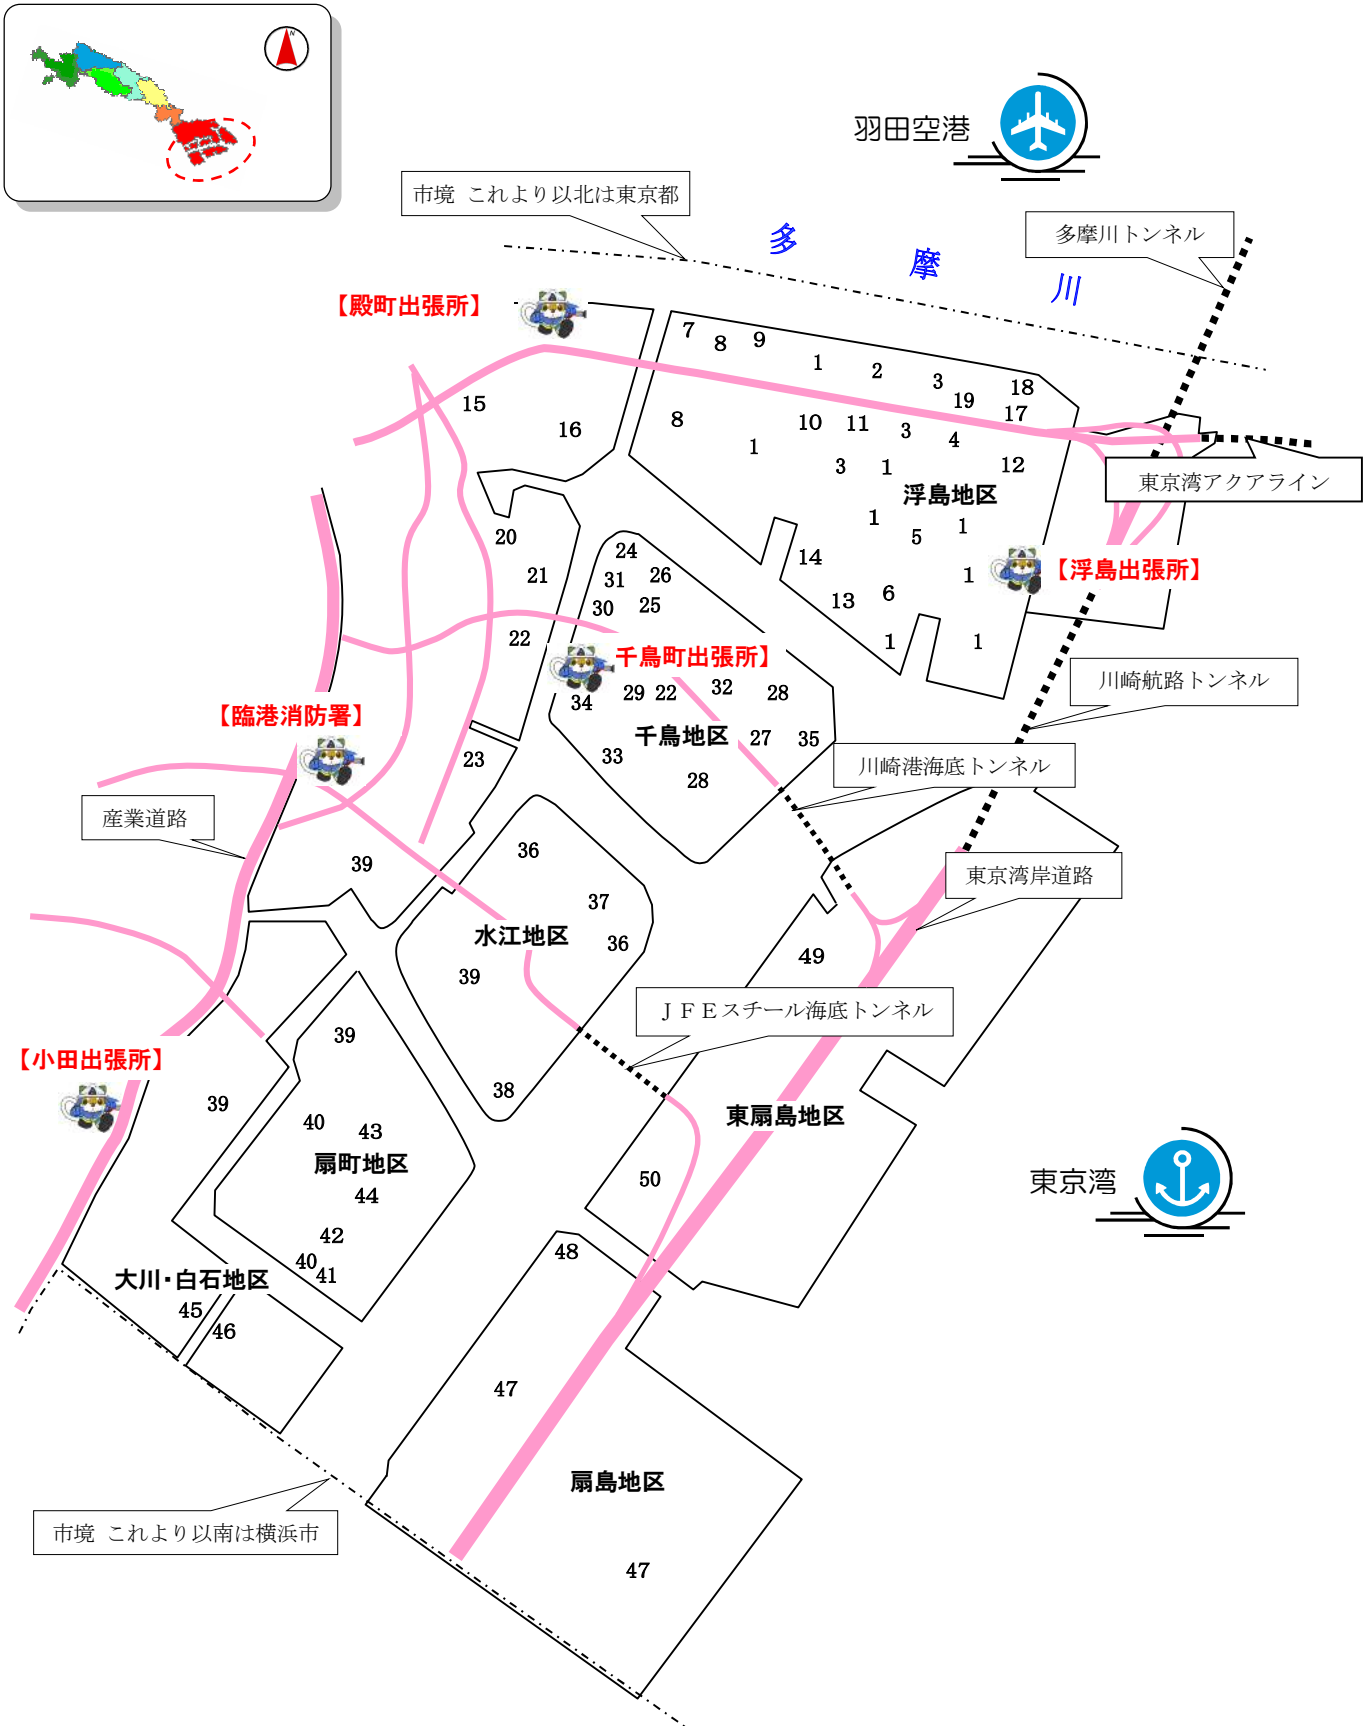 N
羽田空港
市境 これより以北は東京都
多摩川トンネル
多摩川
【殿町出張所】
7
8
9
1
2
3
18
19
17
15
16
8
1
10
11
3
4
3
1
12
浮島地区
東京湾アクアライン
1
5
1
14
1
【浮島出張所】
13
6
1
1
20
21
22
24
31
26
30
25
千鳥町出張所】
29
22
32
28
34
千鳥地区
27
35
33
28
川崎航路トンネル
川崎港海底トンネル
【臨港消防署】
23
産業道路
39
36
37
36
水江地区
39
38
東京湾岸道路
49
JFEスチール海底トンネル
39
【小田出張所】
39
40
43
扇町地区
44
42
40
41
東扇島地区
50
東京湾
大川・白石地区
45
46
48
47
扇島地区
47
市境 これより以南は横浜市